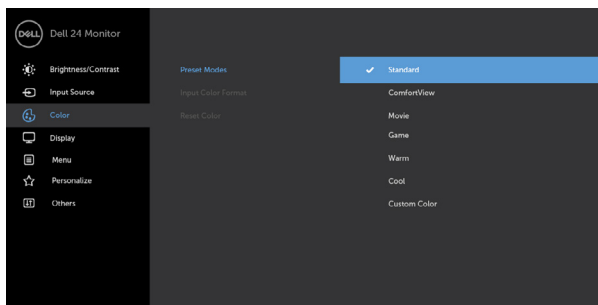 DELL Dell 24 Monitor
Brightness/Contrast Preset Modes Standard
Input Source Input Color Format ComfortView
Color Reset Color Movie
Display Game
Menu Warm
Personalize Cool
Others Custom Color